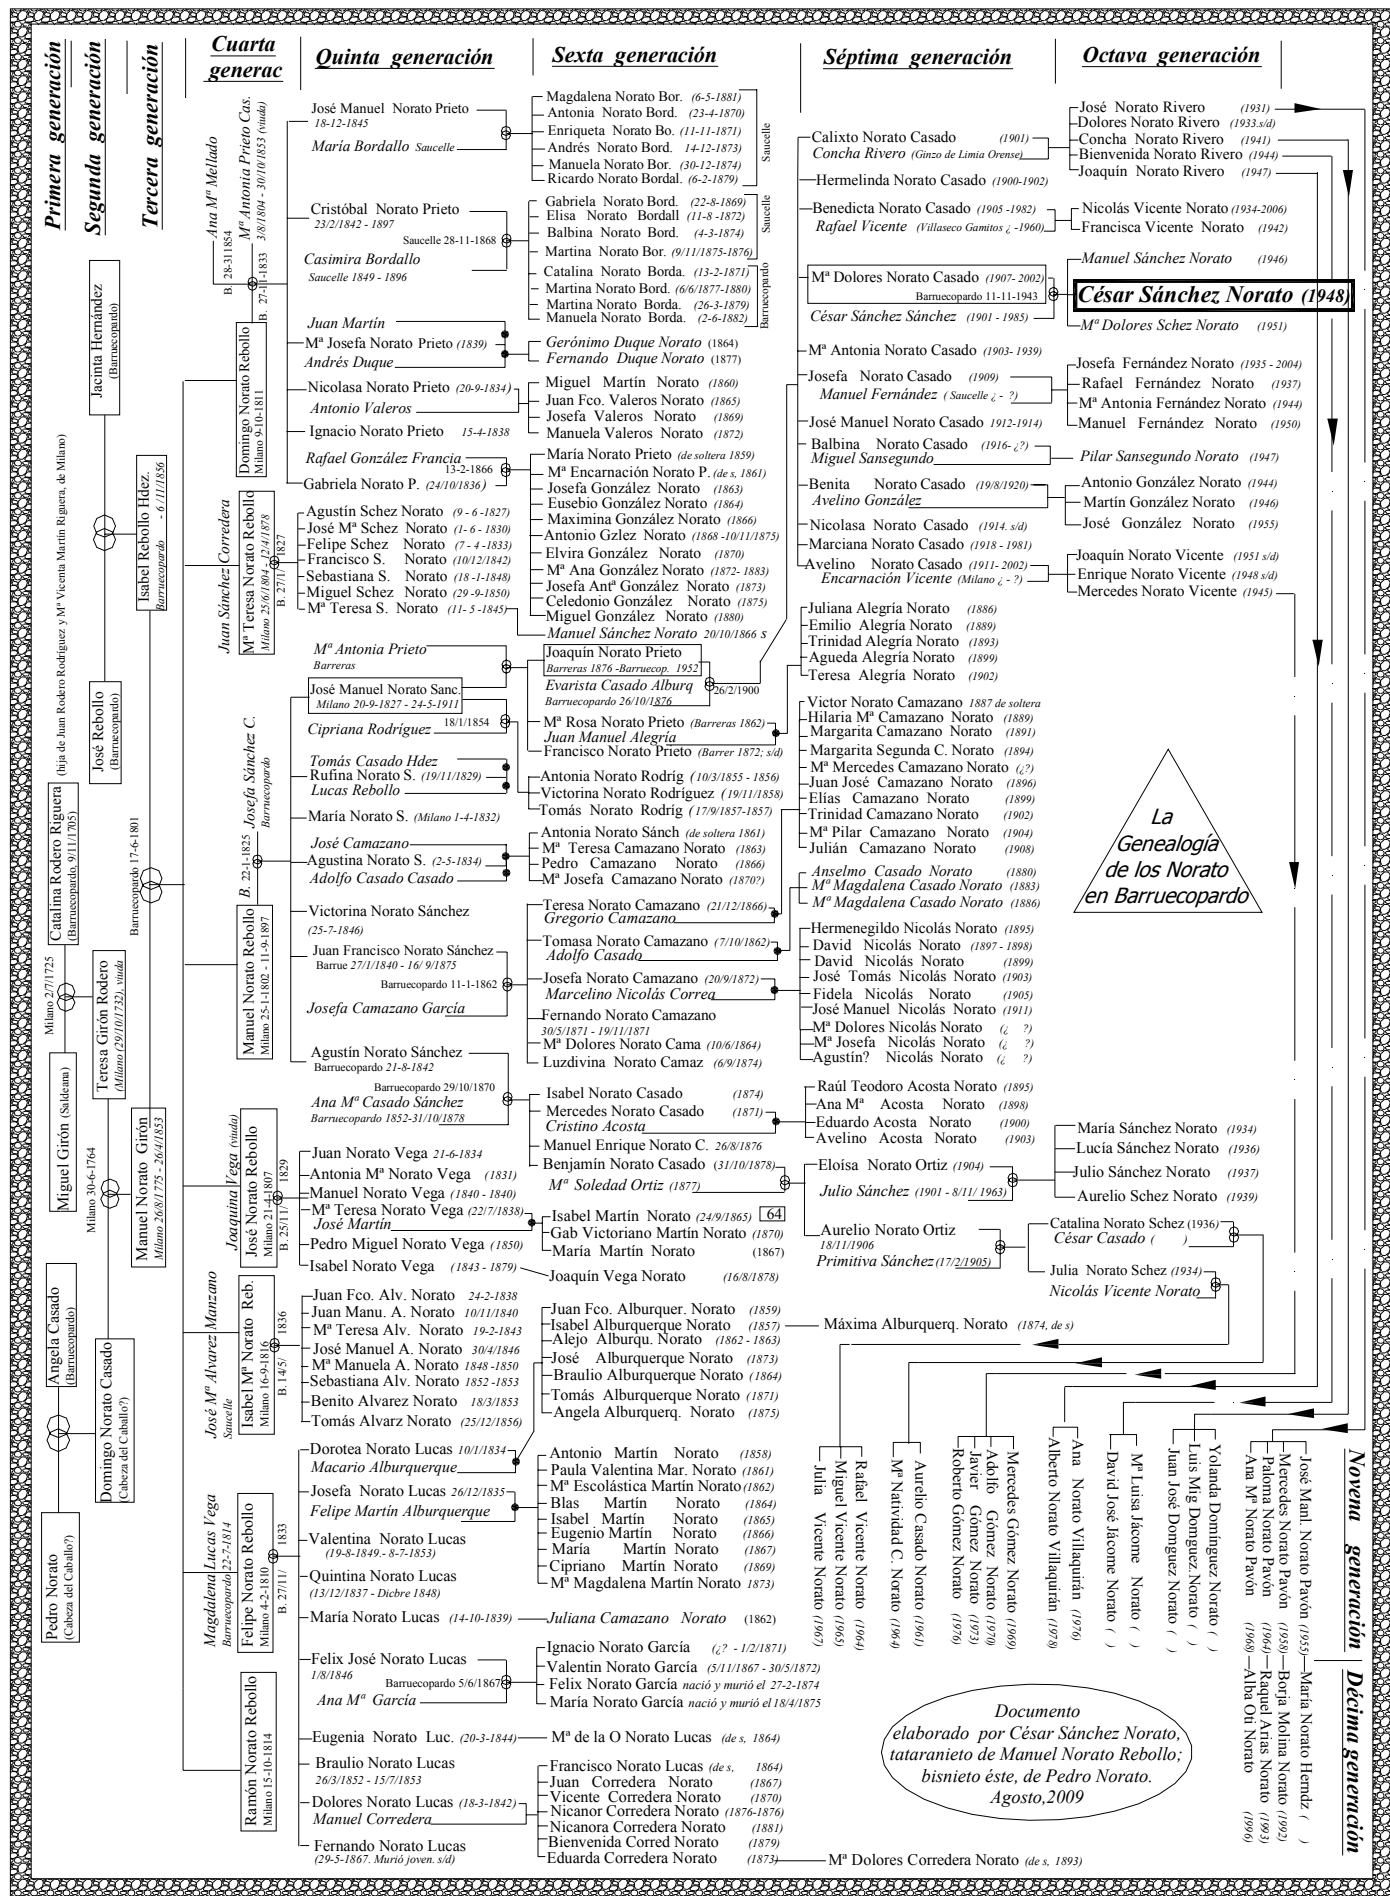 Primera generación
Segunda generación
Tercera generación
Cuarta
generac
Quinta generación
Sexta generación
Séptima generación
Octava generación
Pedro Norato
(Cabeza del Caballo?)
Angela Casado
(Barruecopardo)
Miguel Girón (Saldeana)
Milano 2/7/1725
Catalina Rodero Riguera
(Barruecopardo, 9/11/1705)
(hija de Juan Rodero Rodríguez y Mª Vicenta Martín Riguera, de Milano)
Domingo Norato Casado
(Cabeza del Caballo?)
Milano 30-6-1764
Teresa Girón Rodero
(Milano (29/10/1732), viuda
José Rebollo
(Barruecopardo)
Jacinta Hernández
(Barruecopardo)
Manuel Norato Girón
Milano 26/8/1775 - 26/4/1853
Barruecopardo 17-6-1801
Isabel Rebollo Hdez.
Barruecopardo - 6 /11/1856
Ana Mª Mellado
B. 28-311854
Mª Antonia Prieto Cas.
3/8/1804 - 30/10/1853 (viuda)
B. 27-11-1833
Domingo Norato Rebollo
Milano 9-10-1811
Juan Sánchez Corredera
Mª Teresa Norato Rebollo
Milano 25/6/1804 - 12/4/1878
B. 27/11/ 1827
Josefa Sánchez C.
Barruecopardo
B. 22-1-1825
Manuel Norato Rebollo
Milano 25-1-1802 - 11-9-1897
Joaquina Vega (viuda)
José Norato Rebollo
Milano 21-4-1807
B. 25/11/ 1829
José Mª Alvarez Manzano
Saucelle
Isabel Mª Norato Reb.
Milano 16-9-1816
B. 14/5/ 1836
Magdalena Lucas Vega
Barruecopardo 22-7-1814
Felipe Norato Rebollo
Milano 4-2-1810
B. 27/11/ 1833
Ramón Norato Rebollo
Milano 15-10-1814
José Manuel Norato Prieto
18-12-1845
María Bordallo Saucelle
Cristóbal Norato Prieto
23/2/1842 - 1897
Saucelle 28-11-1868
Casimira Bordallo
Saucelle 1849 - 1896
Juan Martín
Mª Josefa Norato Prieto (1839)
Andrés Duque
Nicolasa Norato Prieto (20-9-1834)
Antonio Valeros
Ignacio Norato Prieto 15-4-1838
Rafael González Francia
13-2-1866
Gabriela Norato P. (24/10/1836)
Agustín Schez Norato (9 - 6 -1827)
José Mª Schez Norato (1- 6 - 1830)
Felipe Schez Norato (7 - 4 -1833)
Francisco S. Norato (10/12/1842)
Sebastiana S. Norato (18 -1-1848)
Miguel Schez Norato (29 -9-1850)
Mª Teresa S. Norato (11- 5 -1845)
Mª Antonia Prieto
Barreras
José Manuel Norato Sanc.
Milano 20-9-1827 - 24-5-1911
Cipriana Rodríguez 18/1/1854
Tomás Casado Hdez
Rufina Norato S. (19/11/1829)
Lucas Rebollo
María Norato S. (Milano 1-4-1832)
José Camazano
Agustina Norato S. (2-5-1834)
Adolfo Casado Casado
Victorina Norato Sánchez
(25-7-1846)
Juan Francisco Norato Sánchez
Barrue 27/1/1840 - 16/ 9/1875
Barruecopardo 11-1-1862
Josefa Camazano García
Agustín Norato Sánchez
Barruecopardo 21-8-1842
Barruecopardo 29/10/1870
Ana Mª Casado Sánchez
Barruecopardo 1852-31/10/1878
Juan Norato Vega 21-6-1834
Antonia Mª Norato Vega (1831)
Manuel Norato Vega (1840 - 1840)
Mª Teresa Norato Vega (22/7/1838)
José Martín
Pedro Miguel Norato Vega (1850)
Isabel Norato Vega (1843 - 1879)
Juan Fco. Alv. Norato 24-2-1838
Juan Manu. A. Norato 10/11/1840
Mª Teresa Alv. Norato 19-2-1843
José Manuel A. Norato 30/4/1846
Mª Manuela A. Norato 1848 -1850
Sebastiana Alv. Norato 1852 -1853
Benito Alvarez Norato 18/3/1853
Tomás Alvarz Norato (25/12/1856)
Dorotea Norato Lucas 10/1/1834
Macario Alburquerque
Josefa Norato Lucas 26/12/1835
Felipe Martín Alburquerque
Valentina Norato Lucas
(19-8-1849.- 8-7-1853)
Quintina Norato Lucas
(13/12/1837 - Dicbre 1848)
María Norato Lucas (14-10-1839)
Felix José Norato Lucas
1/8/1846
Barruecopardo 5/6/1867
Ana Mª García
Eugenia Norato Luc. (20-3-1844)
Braulio Norato Lucas
26/3/1852 - 15/7/1853
Dolores Norato Lucas (18-3-1842)
Manuel Corredera
Fernando Norato Lucas
(29-5-1867. Murió joven. s/d)
Magdalena Norato Bor. (6-5-1881)
Antonia Norato Bord. (23-4-1870)
Enriqueta Norato Bo. (11-11-1871)
Andrés Norato Bord. 14-12-1873)
Manuela Norato Bor. (30-12-1874)
Ricardo Norato Bordal. (6-2-1879)
Saucelle
Gabriela Norato Bord. (22-8-1869)
Elisa Norato Bordall (11-8 -1872)
Balbina Norato Bord. (4-3-1874)
Martina Norato Bor. (9/11/1875-1876)
Saucelle
Catalina Norato Borda. (13-2-1871)
Martina Norato Bord. (6/6/1877-1880)
Martina Norato Borda. (26-3-1879)
Manuela Norato Borda. (2-6-1882)
Barruecopardo
Gerónimo Duque Norato (1864)
Fernando Duque Norato (1877)
Miguel Martín Norato (1860)
Juan Fco. Valeros Norato (1865)
Josefa Valeros Norato (1869)
Manuela Valeros Norato (1872)
María Norato Prieto (de soltera 1859)
Mª Encarnación Norato P. (de s, 1861)
Josefa González Norato (1863)
Eusebio González Norato (1864)
Maximina González Norato (1866)
Antonio Gzlez Norato (1868 -10/11/1875)
Elvira González Norato (1870)
Mª Ana González Norato (1872- 1883)
Josefa Antª González Norato (1873)
Celedonio González Norato (1875)
Miguel González Norato (1880)
Manuel Sánchez Norato 20/10/1866 s
Joaquín Norato Prieto
Barreras 1876 -Barruecop. 1952
Evarista Casado Alburq
Barruecopardo 26/10/1876
26/2/1900
Mª Rosa Norato Prieto (Barreras 1862)
Juan Manuel Alegría
Francisco Norato Prieto (Barrer 1872; s/d)
Antonia Norato Rodríg (10/3/1855 - 1856)
Victorina Norato Rodríguez (19/11/1858)
Tomás Norato Rodríg (17/9/1857-1857)
Antonia Norato Sánch (de soltera 1861)
Mª Teresa Camazano Norato (1863)
Pedro Camazano Norato (1866)
Mª Josefa Camazano Norato (1870?)
Teresa Norato Camazano (21/12/1866)
Gregorio Camazano
Tomasa Norato Camazano (7/10/1862)
Adolfo Casado
Josefa Norato Camazano (20/9/1872)
Marcelino Nicolás Correa
Fernando Norato Camazano
30/5/1871 - 19/11/1871
Mª Dolores Norato Cama (10/6/1864)
Luzdivina Norato Camaz (6/9/1874)
Isabel Norato Casado (1874)
Mercedes Norato Casado (1871)
Cristino Acosta
Manuel Enrique Norato C. 26/8/1876
Benjamín Norato Casado (31/10/1878)
Mª Soledad Ortiz (1877)
Isabel Martín Norato (24/9/1865) 64
Gab Victoriano Martín Norato (1870)
María Martín Norato (1867)
Joaquín Vega Norato (16/8/1878)
Juan Fco. Alburquer. Norato (1859)
Isabel Alburquerque Norato (1857)
Alejo Alburqu. Norato (1862 - 1863)
José Alburquerque Norato (1873)
Braulio Alburquerque Norato (1864)
Tomás Alburquerque Norato (1871)
Angela Alburquerq. Norato (1875)
Antonio Martín Norato (1858)
Paula Valentina Mar. Norato (1861)
Mª Escolástica Martín Norato (1862)
Blas Martín Norato (1864)
Isabel Martín Norato (1865)
Eugenio Martín Norato (1866)
María Martín Norato (1867)
Cipriano Martín Norato (1869)
Mª Magdalena Martín Norato 1873)
Juliana Camazano Norato (1862)
Ignacio Norato García (¿? - 1/2/1871)
Valentin Norato García (5/11/1867 - 30/5/1872)
Felix Norato García nació y murió el 27-2-1874
María Norato García nació y murió el 18/4/1875
Mª de la O Norato Lucas (de s, 1864)
Francisco Norato Lucas (de s, 1864)
Juan Corredera Norato (1867)
Vicente Corredera Norato (1870)
Nicanor Corredera Norato (1876-1876)
Nicanora Corredera Norato (1881)
Bienvenida Corred Norato (1879)
Eduarda Corredera Norato (1873)
Calixto Norato Casado (1901)
Concha Rivero (Ginzo de Limia Orense)
Hermelinda Norato Casado (1900-1902)
Benedicta Norato Casado (1905 -1982)
Rafael Vicente (Villaseco Gamitos ¿ -1960)
Mª Dolores Norato Casado (1907- 2002)
Barruecopardo 11-11-1943
César Sánchez Sánchez (1901 - 1985)
Mª Antonia Norato Casado (1903- 1939)
Josefa Norato Casado (1909)
Manuel Fernández ( Saucelle ¿ - ?)
José Manuel Norato Casado 1912-1914)
Balbina Norato Casado (1916- ¿?)
Miguel Sansegundo
Benita Norato Casado (19/8/1920)
Avelino González
Nicolasa Norato Casado (1914. s/d)
Marciana Norato Casado (1918 - 1981)
Avelino Norato Casado (1911- 2002)
Encarnación Vicente (Milano ¿ - ?)
Juliana Alegría Norato (1886)
Emilio Alegría Norato (1889)
Trinidad Alegría Norato (1893)
Agueda Alegría Norato (1899)
Teresa Alegría Norato (1902)
Victor Norato Camazano 1887 de soltera
Hilaria Mª Camazano Norato (1889)
Margarita Camazano Norato (1891)
Margarita Segunda C. Norato (1894)
Mª Mercedes Camazano Norato (¿?)
Juan José Camazano Norato (1896)
Elías Camazano Norato (1899)
Trinidad Camazano Norato (1902)
Mª Pilar Camazano Norato (1904)
Julián Camazano Norato (1908)
Anselmo Casado Norato (1880)
Mª Magdalena Casado Norato (1883)
Mª Magdalena Casado Norato (1886)
Hermenegildo Nicolás Norato (1895)
David Nicolás Norato (1897 - 1898)
David Nicolás Norato (1899)
José Tomás Nicolás Norato (1903)
Fidela Nicolás Norato (1905)
José Manuel Nicolás Norato (1911)
Mª Dolores Nicolás Norato (¿ ?)
Mª Josefa Nicolás Norato (¿ ?)
Agustín? Nicolás Norato (¿ ?)
Raúl Teodoro Acosta Norato (1895)
Ana Mª Acosta Norato (1898)
Eduardo Acosta Norato (1900)
Avelino Acosta Norato (1903)
Eloísa Norato Ortiz (1904)
Julio Sánchez (1901 - 8/11/ 1963)
Aurelio Norato Ortiz
18/11/1906
Primitiva Sánchez (17/2/1905)
Máxima Alburquerq. Norato (1874, de s)
Mª Dolores Corredera Norato (de s, 1893)
José Norato Rivero (1931)
Dolores Norato Rivero (1933.s/d)
Concha Norato Rivero (1941)
Bienvenida Norato Rivero (1944)
Joaquín Norato Rivero (1947)
Nicolás Vicente Norato (1934-2006)
Francisca Vicente Norato (1942)
Manuel Sánchez Norato (1946)
César Sánchez Norato (1948)
Mª Dolores Schez Norato (1951)
Josefa Fernández Norato (1935 - 2004)
Rafael Fernández Norato (1937)
Mª Antonia Fernández Norato (1944)
Manuel Fernández Norato (1950)
Pilar Sansegundo Norato (1947)
Antonio González Norato (1944)
Martín González Norato (1946)
José González Norato (1955)
Joaquín Norato Vicente (1951 s/d)
Enrique Norato Vicente (1948 s/d)
Mercedes Norato Vicente (1945)
La
Genealogía
de los Norato
en Barruecopardo
María Sánchez Norato (1934)
Lucía Sánchez Norato (1936)
Julio Sánchez Norato (1937)
Aurelio Schez Norato (1939)
Catalina Norato Schez (1936)
César Casado ( )
Julia Norato Schez (1934)
Nicolás Vicente Norato
Novena generación
Décima generación
Rafael Vicente Norato (1964)
Miguel Vicente Norato (1965)
Julia Vicente Norato (1967)
Aurelio Casado Norato (1961)
Mª Natividad C. Norato (1964)
Mercedes Gómez Norato (1969)
Adolfo Gómez Norato (1970)
Javier Gómez Norato (1973)
Roberto Gómez Norato (1976)
Ana Norato Villaquirán (1976)
Alberto Norato Villaquirán (1978)
Mª Luisa Jácome Norato ( )
David José Jácome Norato ( )
Yolanda Domínguez Norato ( )
Luis Mig Domguez.Norato ( )
Juan José Domguez Norato ( )
José Manl. Norato Pavón (1955) María Norato Herndz ( )
Mercedes Norato Pavón (1958) Borja Molina Norato (1992)
Paloma Norato Pavón (1964) Raquel Arias Norato (1993)
Ana Mª Norato Pavón (1968) Alba Oti Norato (1996)
Documento
elaborado por César Sánchez Norato,
tataranieto de Manuel Norato Rebollo;
bisnieto éste, de Pedro Norato.
Agosto,2009